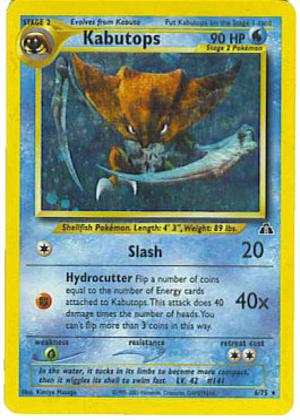 STAGE 2 Evolves from Kabuto Put Kabutops on the Stage 1 card
Kabutops 90 HP
Stage 2 Pokémon
Shellfish Pokémon. Length: 4' 3", Weight: 89 lbs.
Slash 20
Hydrocutter Flip a number of coins
equal to the number of Energy cards
attached to Kabutops. This attack does 40
damage times the number of heads. You
can't flip more than 3 coins in this way.
40x
weakness resistance retreat cost
In the water, it tucks in its limbs to become more compact,
then it wiggles its shell to swim fast. LV. 42 #141
Illus. Kimiya Masago
6/75